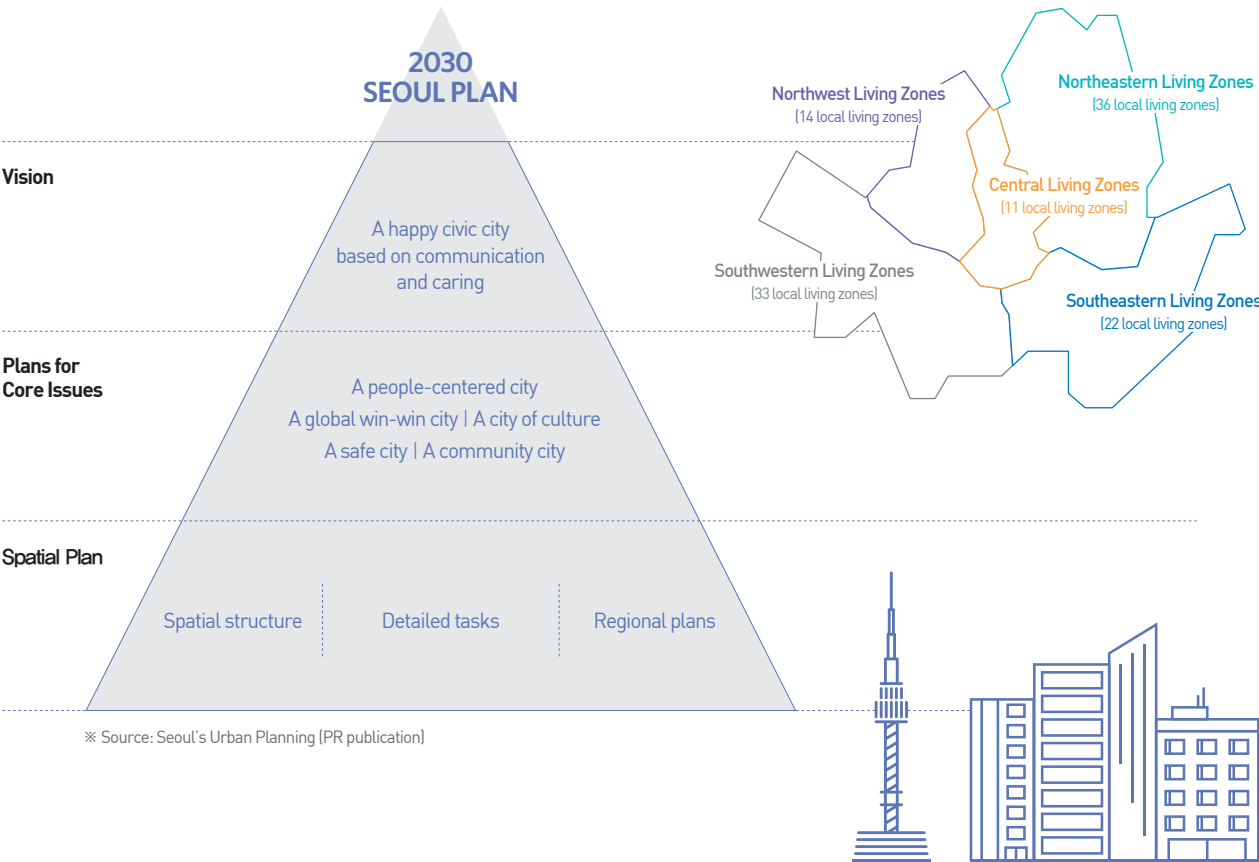 2030
SEOUL PLAN
Vision
A happy civic city
based on communication
and caring
Plans for
Core Issues
A people-centered city
A global win-win city | A city of culture
A safe city | A community city
Spatial Plan
Spatial structure
Detailed tasks
Regional plans
※ Source: Seoul's Urban Planning (PR publication)
Northwest Living Zones
(14 local living zones)
Northeastern Living Zones
(36 local living zones)
Central Living Zones
(11 local living zones)
Southwestern Living Zones
(33 local living zones)
Southeastern Living Zones
(22 local living zones)